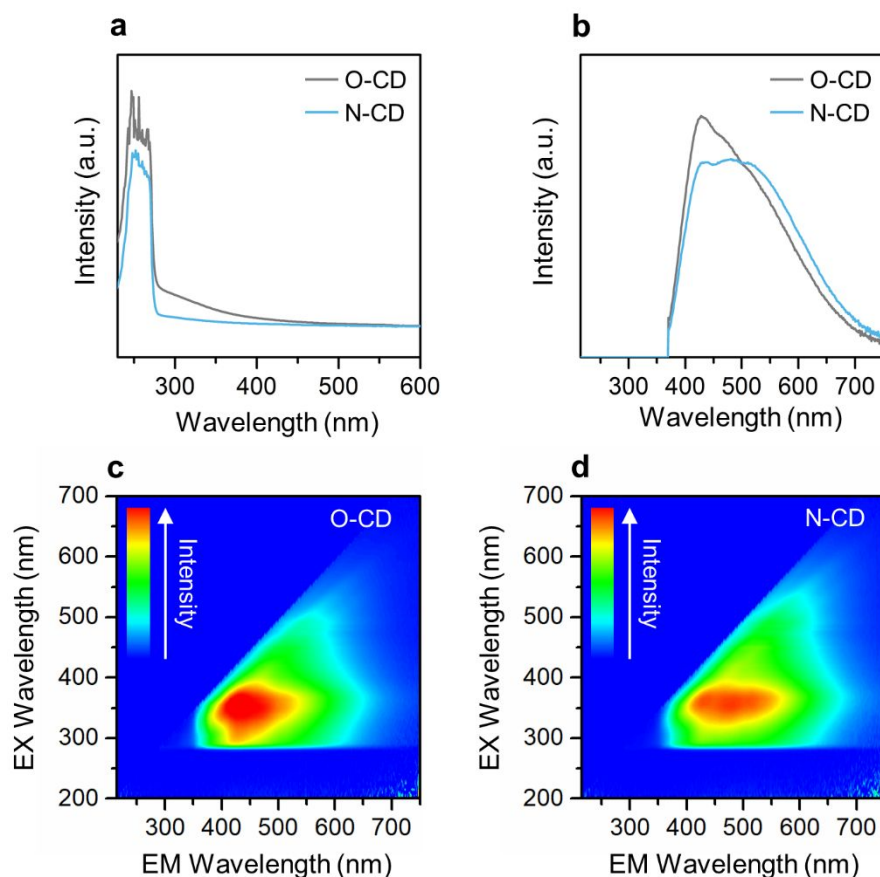 a
O-CD
N-CD
Intensity (a.u.)
300
400
500
600
Wavelength (nm)
b
O-CD
N-CD
Intensity (a.u.)
300
400
500
600
700
Wavelength (nm)
c
700
600
500
400
300
200
EX Wavelength (nm)
Intensity
O-CD
300
400
500
600
700
EM Wavelength (nm)
d
700
600
500
400
300
200
EX Wavelength (nm)
Intensity
N-CD
300
400
500
600
700
EM Wavelength (nm)